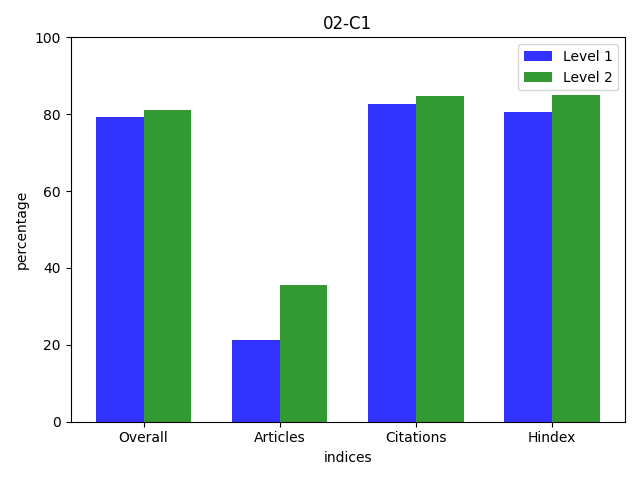 02-C1
Level 1
Level 2
percentage
100
80
60
40
20
0
Overall
Articles
Citations
Hindex
indices